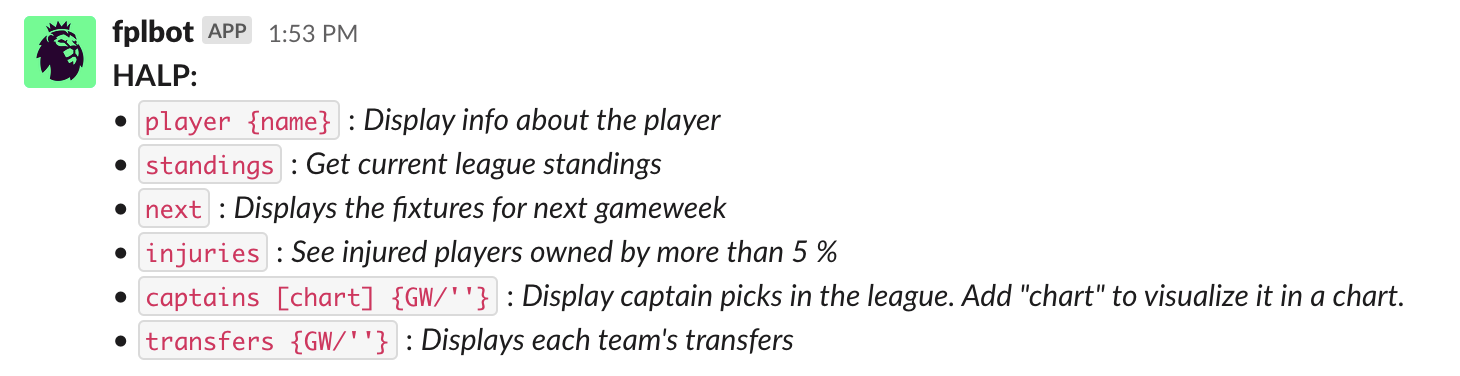 fplbot APP 1:53 PM
HALP:
• player {name} : Display info about the player
• standings : Get current league standings
• next : Displays the fixtures for next gameweek
• injuries : See injured players owned by more than 5 %
• captains [chart] {GW/''} : Display captain picks in the league. Add "chart" to visualize it in a chart.
• transfers {GW/''} : Displays each team's transfers